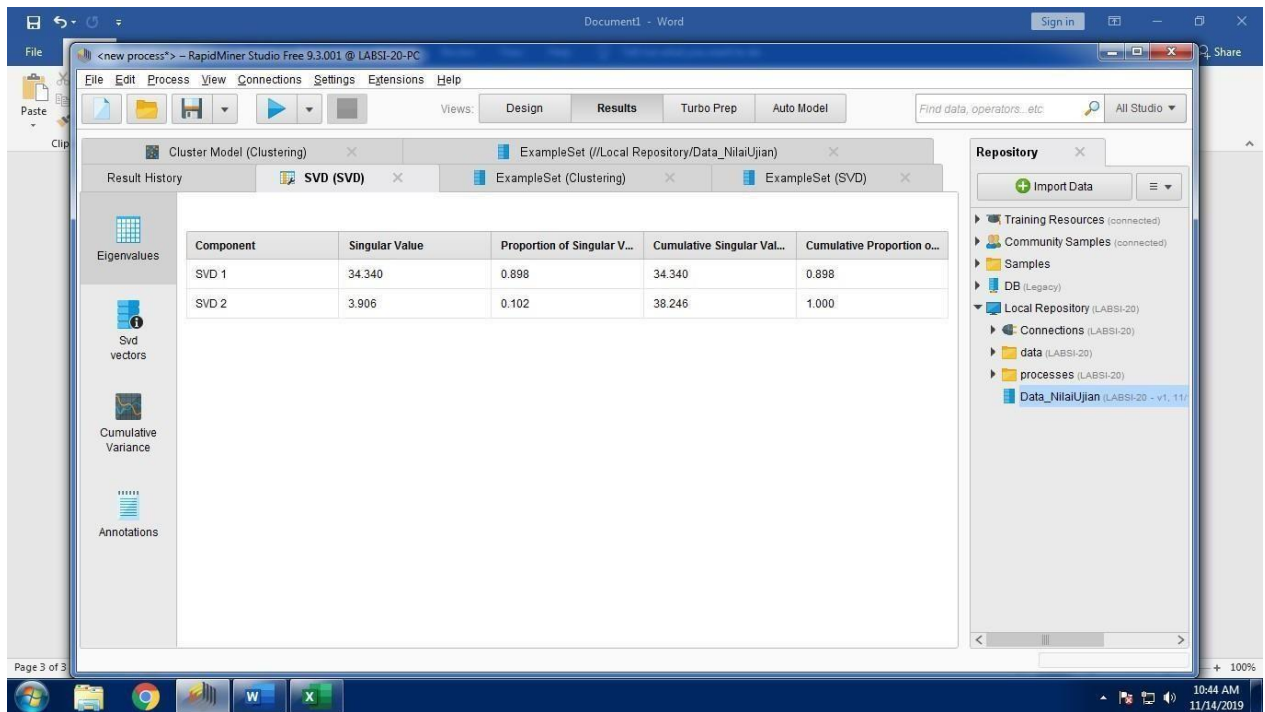 Document1 - Word
Sign in
File
Share
Paste
Clip
<new process*> – RapidMiner Studio Free 9.3.001 @ LABSI-20-PC
File Edit Process View Connections Settings Extensions Help
Views: Design Results Turbo Prep Auto Model
Find data, operators...etc
All Studio
Cluster Model (Clustering)
ExampleSet (//Local Repository/Data_NilaiUjian)
Result History
SVD (SVD)
ExampleSet (Clustering)
ExampleSet (SVD)
Eigenvalues
Svd
vectors
Cumulative
Variance
Annotations
Component Singular Value Proportion of Singular V... Cumulative Singular Val... Cumulative Proportion o...
SVD 1 34.340 0.898 34.340 0.898
SVD 2 3.906 0.102 38.246 1.000
Repository
Import Data
Training Resources (connected)
Community Samples (connected)
Samples
DB (Legacy)
Local Repository (LABSI-20)
Connections (LABSI-20)
data (LABSI-20)
processes (LABSI-20)
Data_NilaiUjian (LABSI-20 - v1, 11/
Page 3 of 3
100%
10:44 AM
11/14/2019